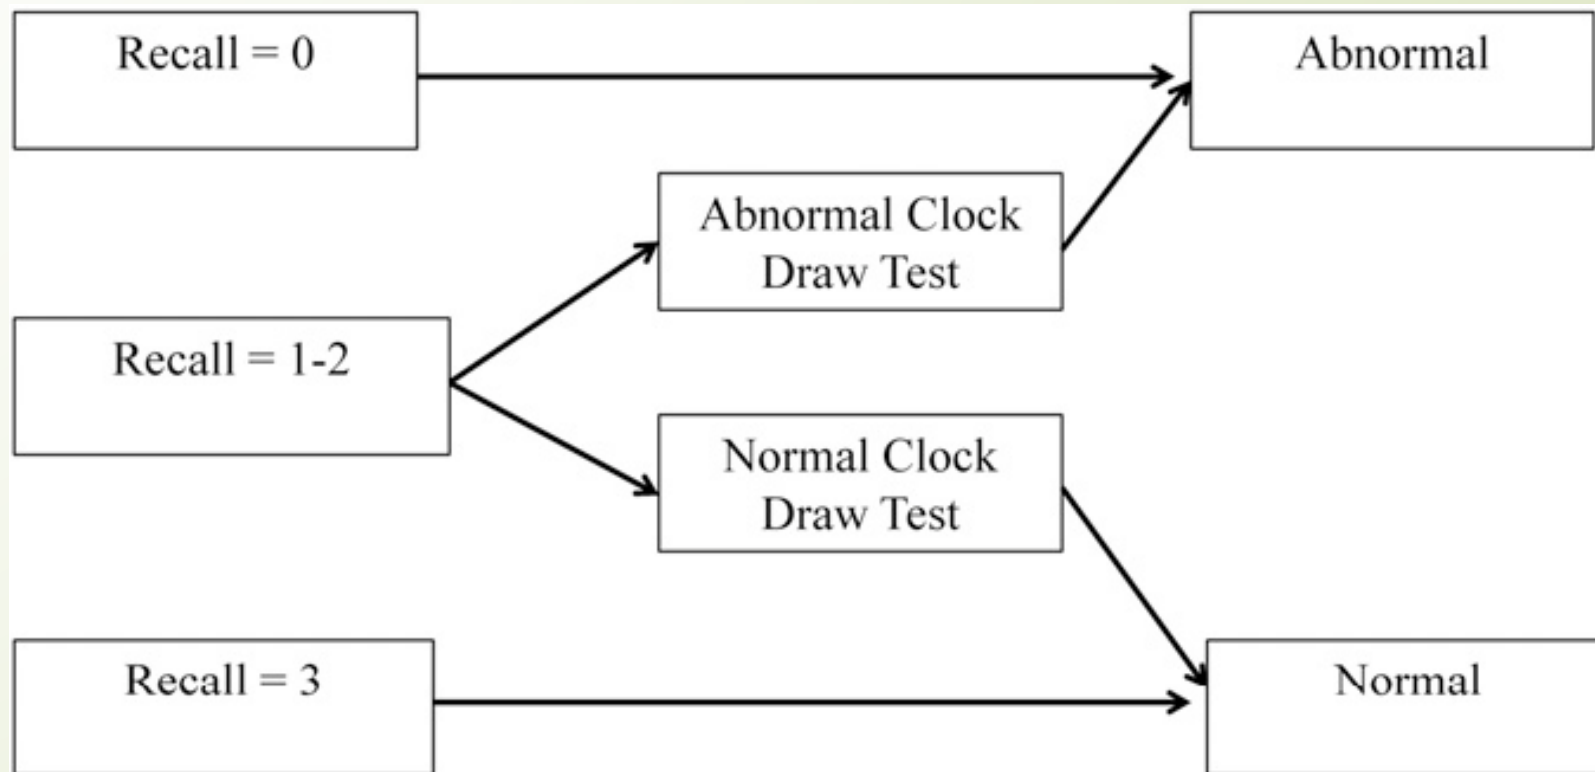 Recall = 0
Abnormal
Abnormal Clock
Draw Test
Recall = 1-2
Normal Clock
Draw Test
Recall = 3
Normal